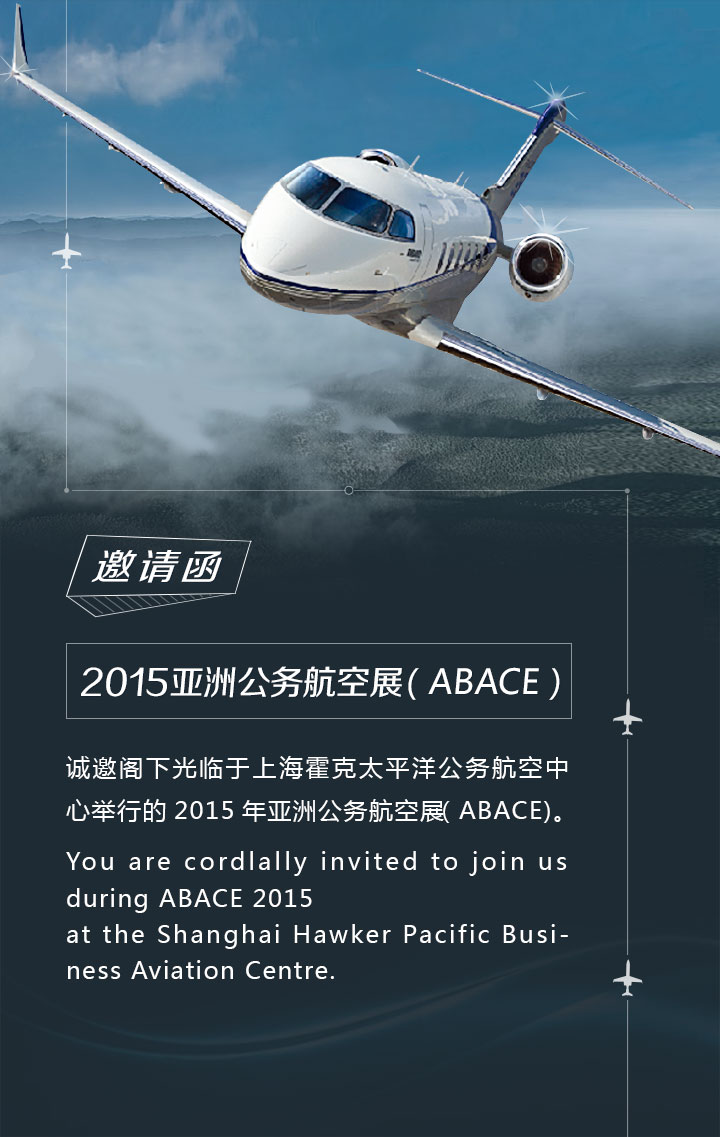 邀请函
2015亚洲公务航空展( ABACE )
诚邀阁下光临于上海霍克太平洋公务航空中
心举行的 2015 年亚洲公务航空展( ABACE)。
You are cordlally invited to join us
during ABACE 2015
at the Shanghai Hawker Pacific Busi-
ness Aviation Centre.